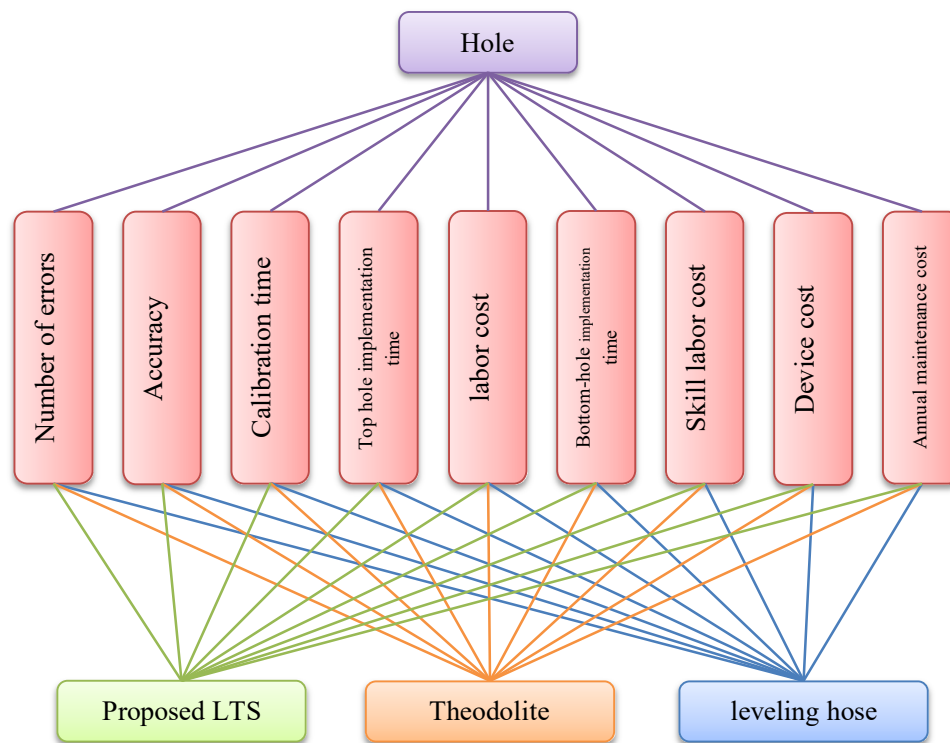 Hole
Number of errors
Accuracy
Calibration time
Top hole implementation
time
labor cost
Bottom-hole implementation
time
Skill labor cost
Device cost
Annual maintenance cost
Proposed LTS
Theodolite
leveling hose